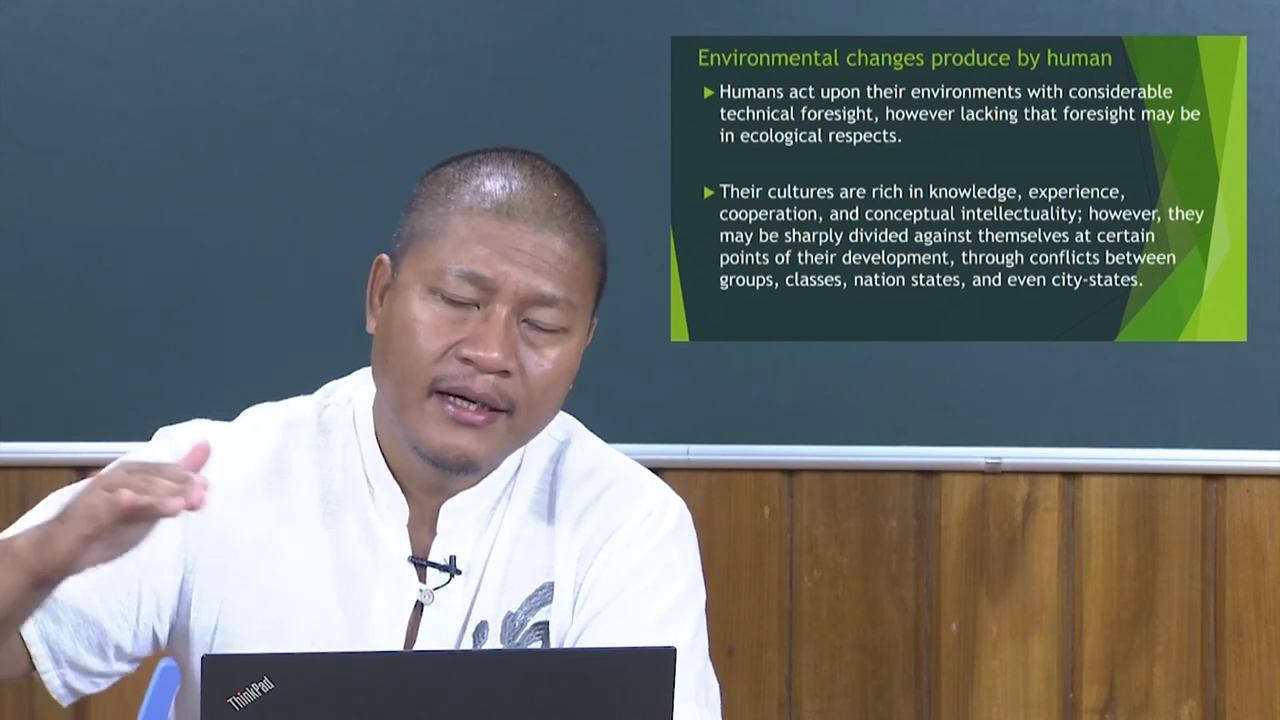 Environmental changes produce by human
Humans act upon their environments with considerable
technical foresight, however lacking that foresight may be
in ecological respects.
Their cultures are rich in knowledge, experience,
cooperation, and conceptual intellectuality; however, they
may be sharply divided against themselves at certain
points of their development, through conflicts between
groups, classes, nation states, and even city-states.
ThinkPad